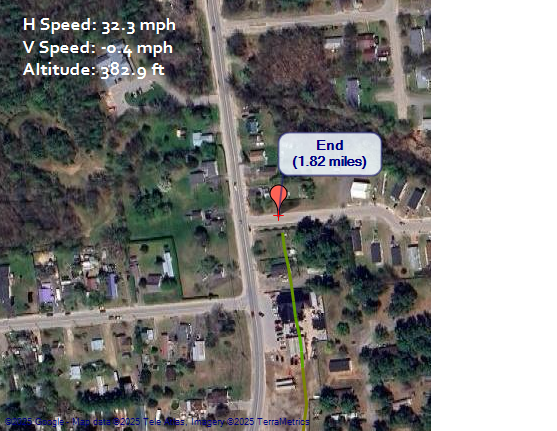 H Speed: 32.3 mph
V Speed: -0.4 mph
Altitude: 382.9 ft
End
(1.82 miles)
©2025 Google - Map data ©2025 Tele Atlas, Imagery ©2025 TerraMetrics